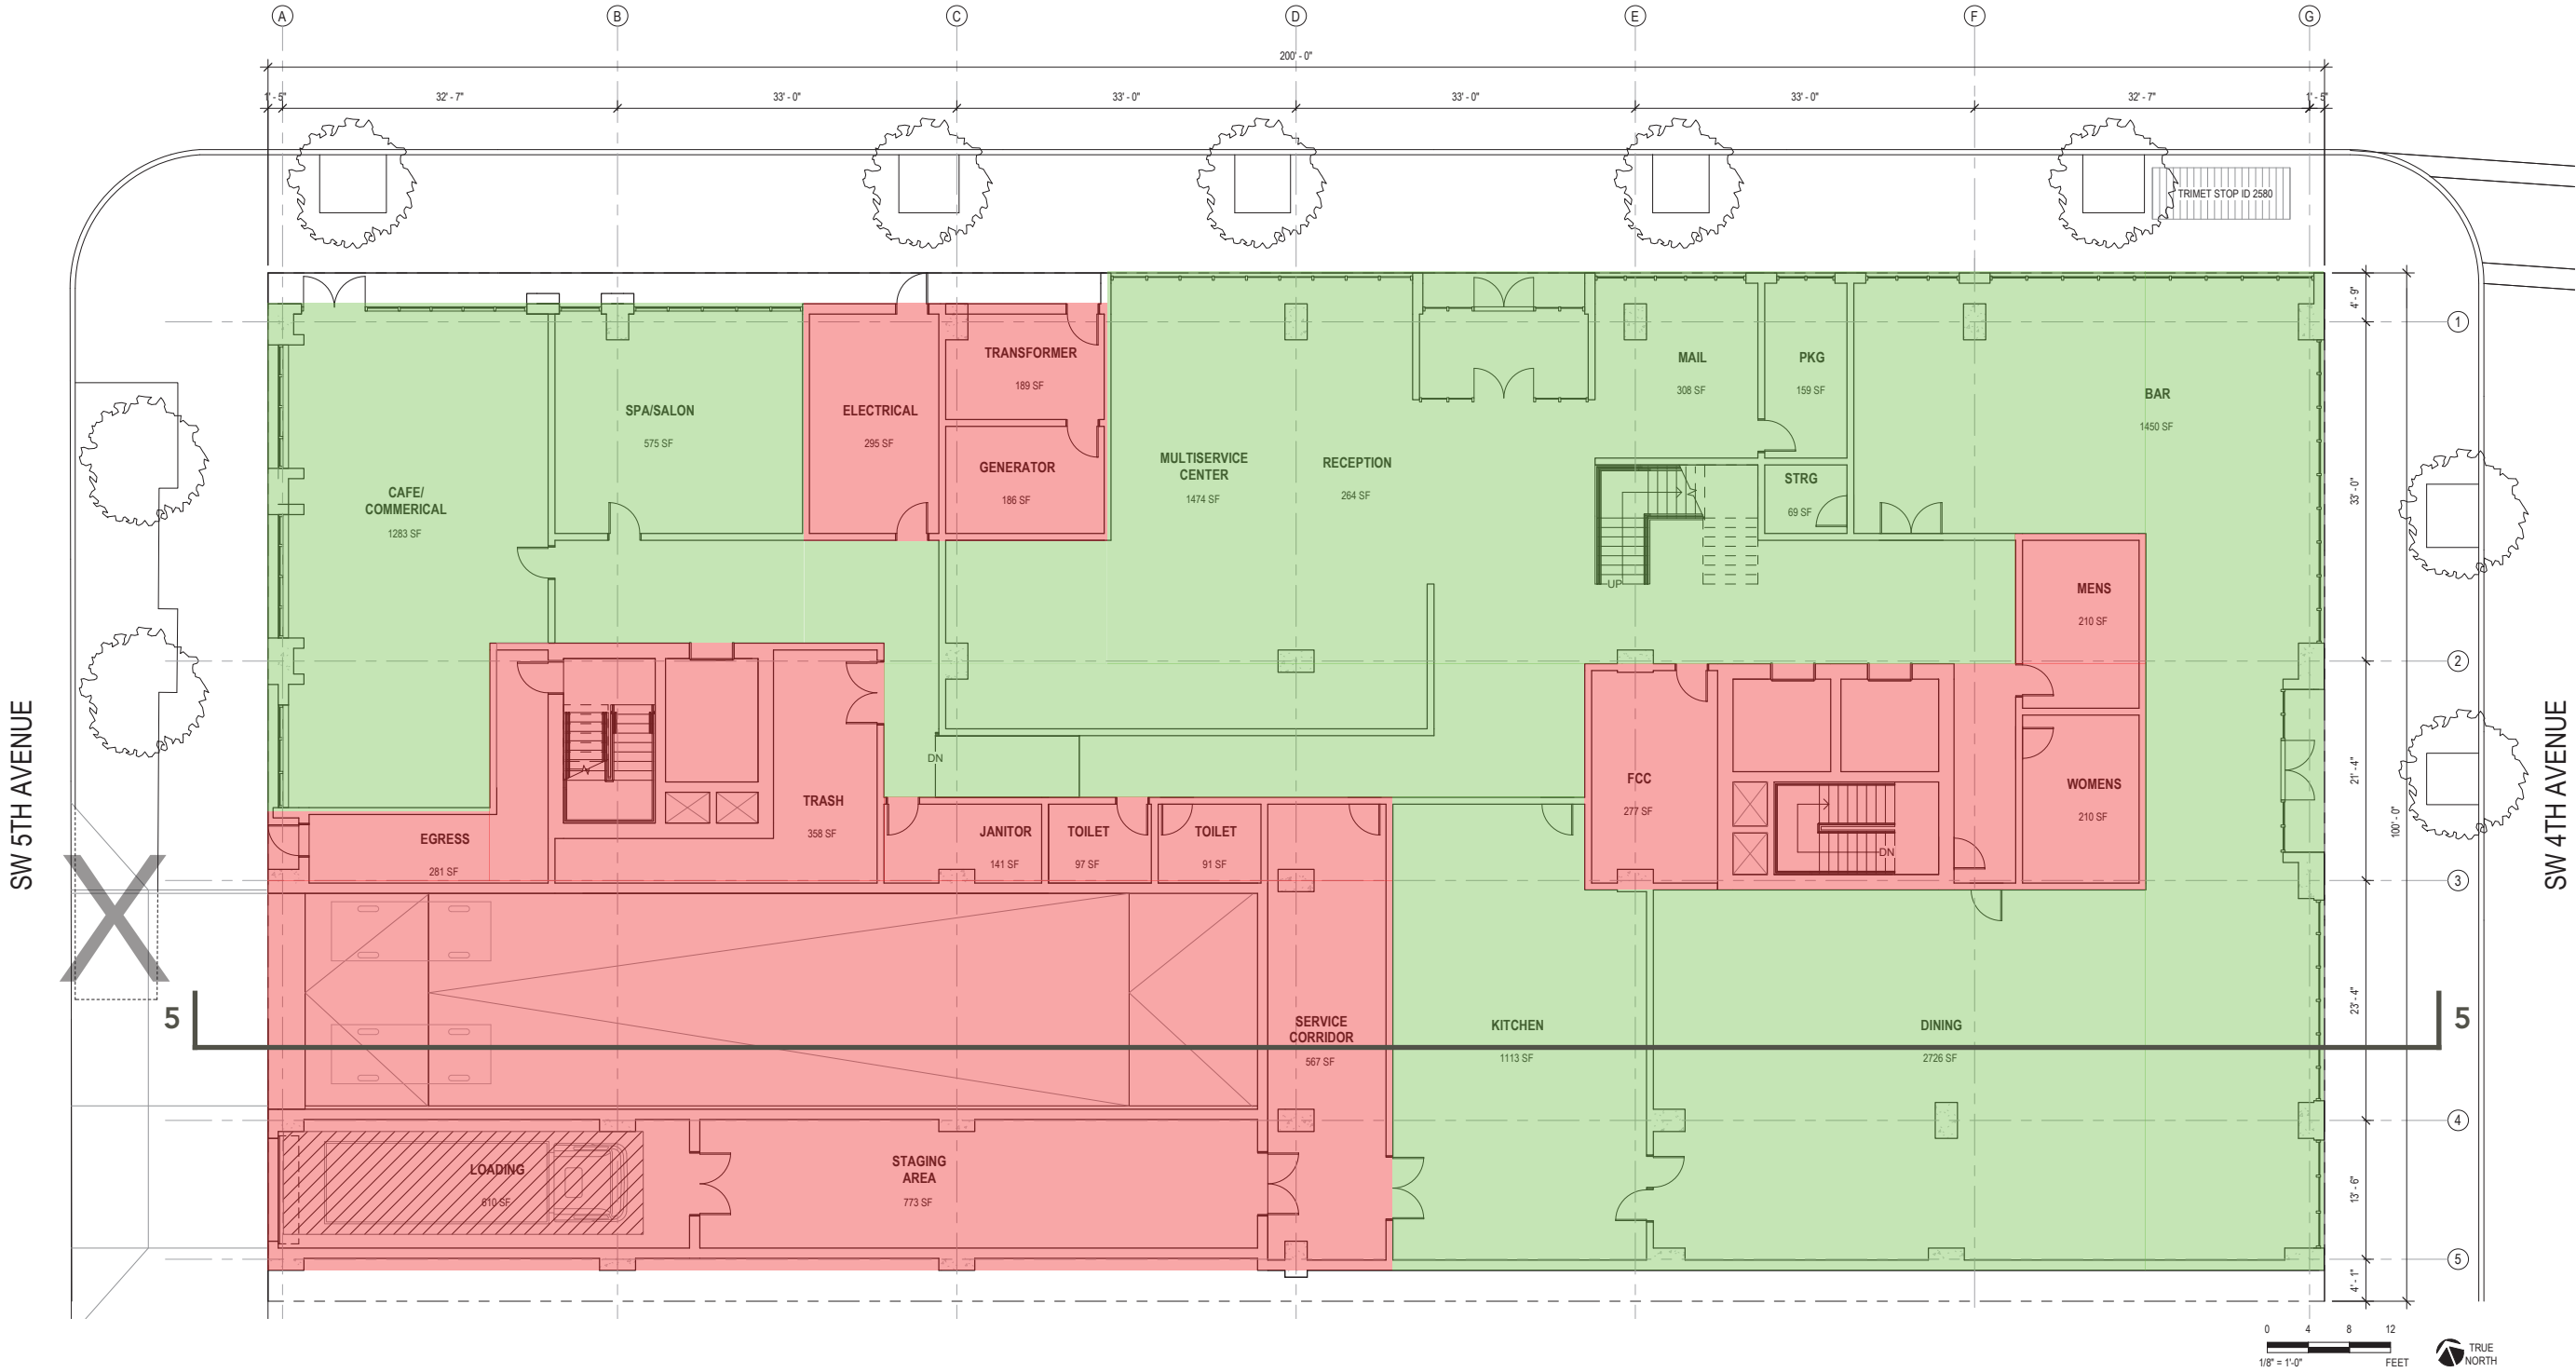 A B C D E F G
200' - 0"
1' - 5" 32' - 7" 33' - 0" 33' - 0" 33' - 0" 33' - 0" 32' - 7" 1' - 5"
TRIMET STOP ID 2580
4' - 9"
1
TRANSFORMER
189 SF
MAIL
308 SF
PKG
159 SF
BAR
1450 SF
SPA/SALON
575 SF
ELECTRICAL
295 SF
GENERATOR
186 SF
MULTISERVICE
CENTER
1474 SF
RECEPTION
264 SF
STRG
69 SF
CAFE/
COMMERICAL
1283 SF
33' - 0"
UP
MENS
210 SF
2
DN
TRASH
358 SF
FCC
277 SF
WOMENS
210 SF
21' - 4"
100' - 0"
SW 5TH AVENUE
SW 4TH AVENUE
EGRESS
281 SF
JANITOR
141 SF
TOILET
97 SF
TOILET
91 SF
DN
3
X
5
5
SERVICE
CORRIDOR
567 SF
KITCHEN
1113 SF
DINING
2726 SF
23' - 4"
4
LOADING
610 SF
STAGING
AREA
773 SF
13' - 6"
5
4' - 1"
0 4 8 12
1/8" = 1'-0" FEET
TRUE
NORTH